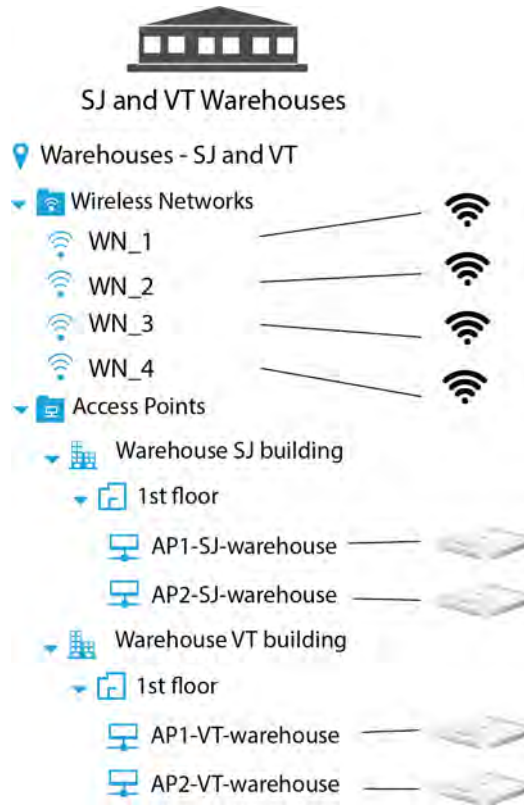 SJ and VT Warehouses
Warehouses - SJ and VT
Wireless Networks
WN_1
WN_2
WN_3
WN_4
Access Points
Warehouse SJ building
1st floor
AP1-SJ-warehouse
AP2-SJ-warehouse
Warehouse VT building
1st floor
AP1-VT-warehouse
AP2-VT-warehouse